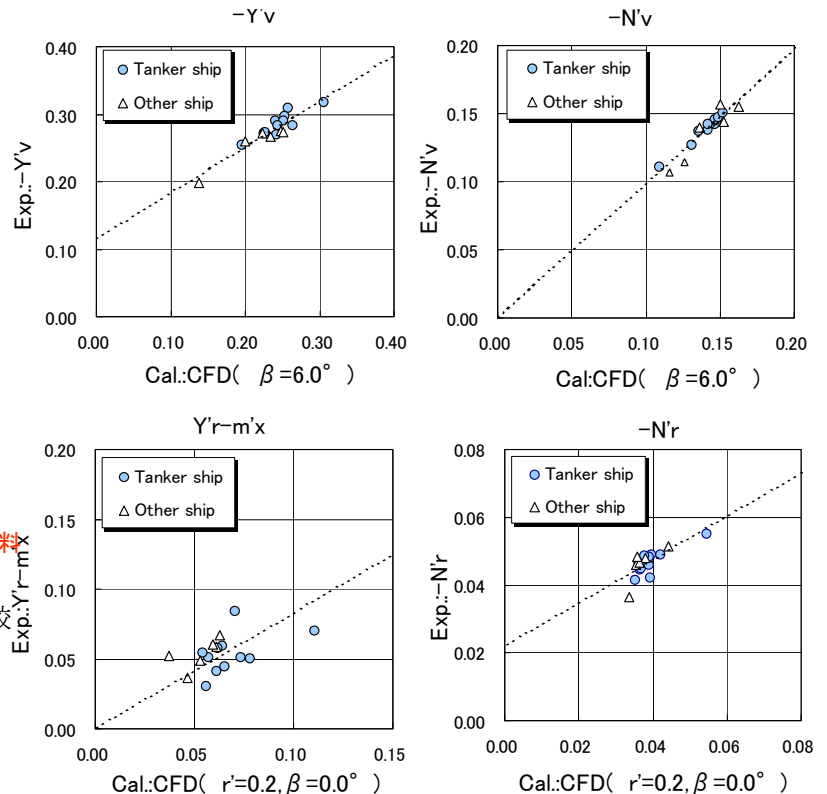 -Y'v
0.40
0.30
0.20
0.10
0.00
Tanker ship
Other ship
Exp.:-Y'v
0.00 0.10 0.20 0.30 0.40
Cal.:CFD( β=6.0° )
-N'v
0.20
0.15
0.10
0.05
0.00
Tanker ship
Other ship
Exp.:-N'v
0.00 0.05 0.10 0.15 0.20
Cal:CFD( β=6.0° )
Y'r-m'x
0.20
0.15
0.10
0.05
0.00
Tanker ship
Other ship
料
Exp.:Y'r-m'x
0.00 0.05 0.10 0.15
Cal.:CFD( r'=0.2, β=0.0° )
-N'r
0.08
0.06
0.04
0.02
0.00
Tanker ship
Other ship
Exp.:-N'r
0.00 0.02 0.04 0.06 0.08
Cal.:CFD( r'=0.2, β=0.0° )